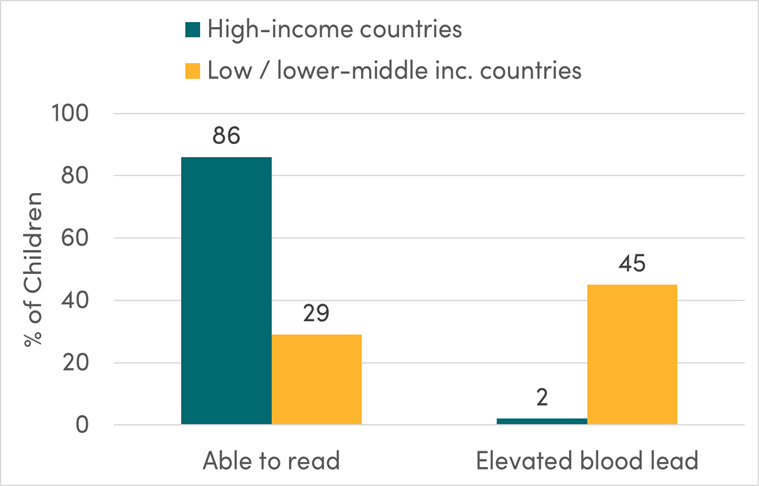 High-income countries
Low / lower-middle inc. countries
% of Children
100
80
60
40
20
0
86
29
2
45
Able to read
Elevated blood lead